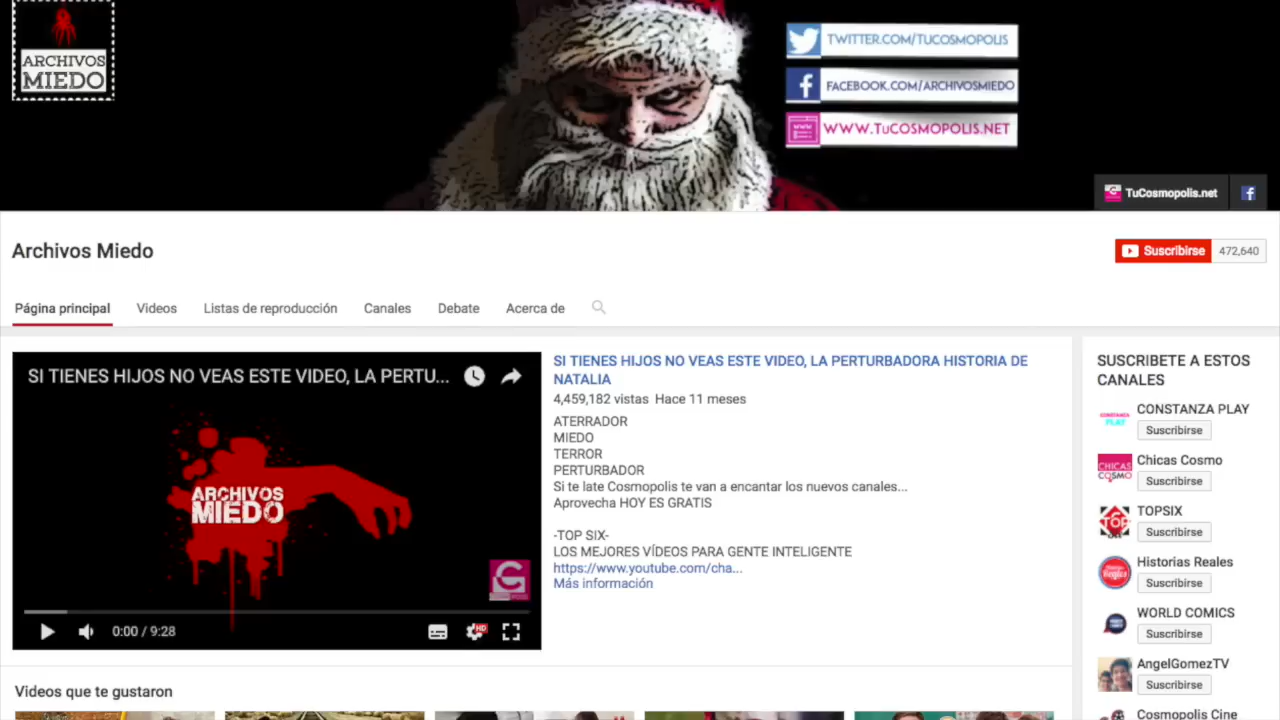 ARCHIVOS
MIEDO
TWITTER.COM/TUCOSMOPOLIS
FACEBOOK.COM/ARCHIVOSMIEDO
WWW.TUCOSMOPOLIS.NET
TuCosmopolis.net
Archivos Miedo
Suscribirse 472,640
Página principal Videos Listas de reproducción Canales Debate Acerca de
SI TIENES HIJOS NO VEAS ESTE VIDEO, LA PERTU...
ARCHIVOS
MIEDO
0:00 / 9:28
HD
SI TIENES HIJOS NO VEAS ESTE VIDEO, LA PERTURBADORA HISTORIA DE
NATALIA
4,459,182 vistas Hace 11 meses
ATERRADOR
MIEDO
TERROR
PERTURBADOR
Si te late Cosmopolis te van a encantar los nuevos canales...
Aprovecha HOY ES GRATIS
-TOP SIX-
LOS MEJORES VÍDEOS PARA GENTE INTELIGENTE
https://www.youtube.com/cha...
Más información
SUSCRIBETE A ESTOS
CANALES
CONSTANZA PLAY
Suscribirse
Chicas Cosmo
Suscribirse
TOPSIX
Suscribirse
Historias Reales
Suscribirse
WORLD COMICS
Suscribirse
AngelGomezTV
Suscribirse
Cosmopolis Cine
Videos que te gustaron